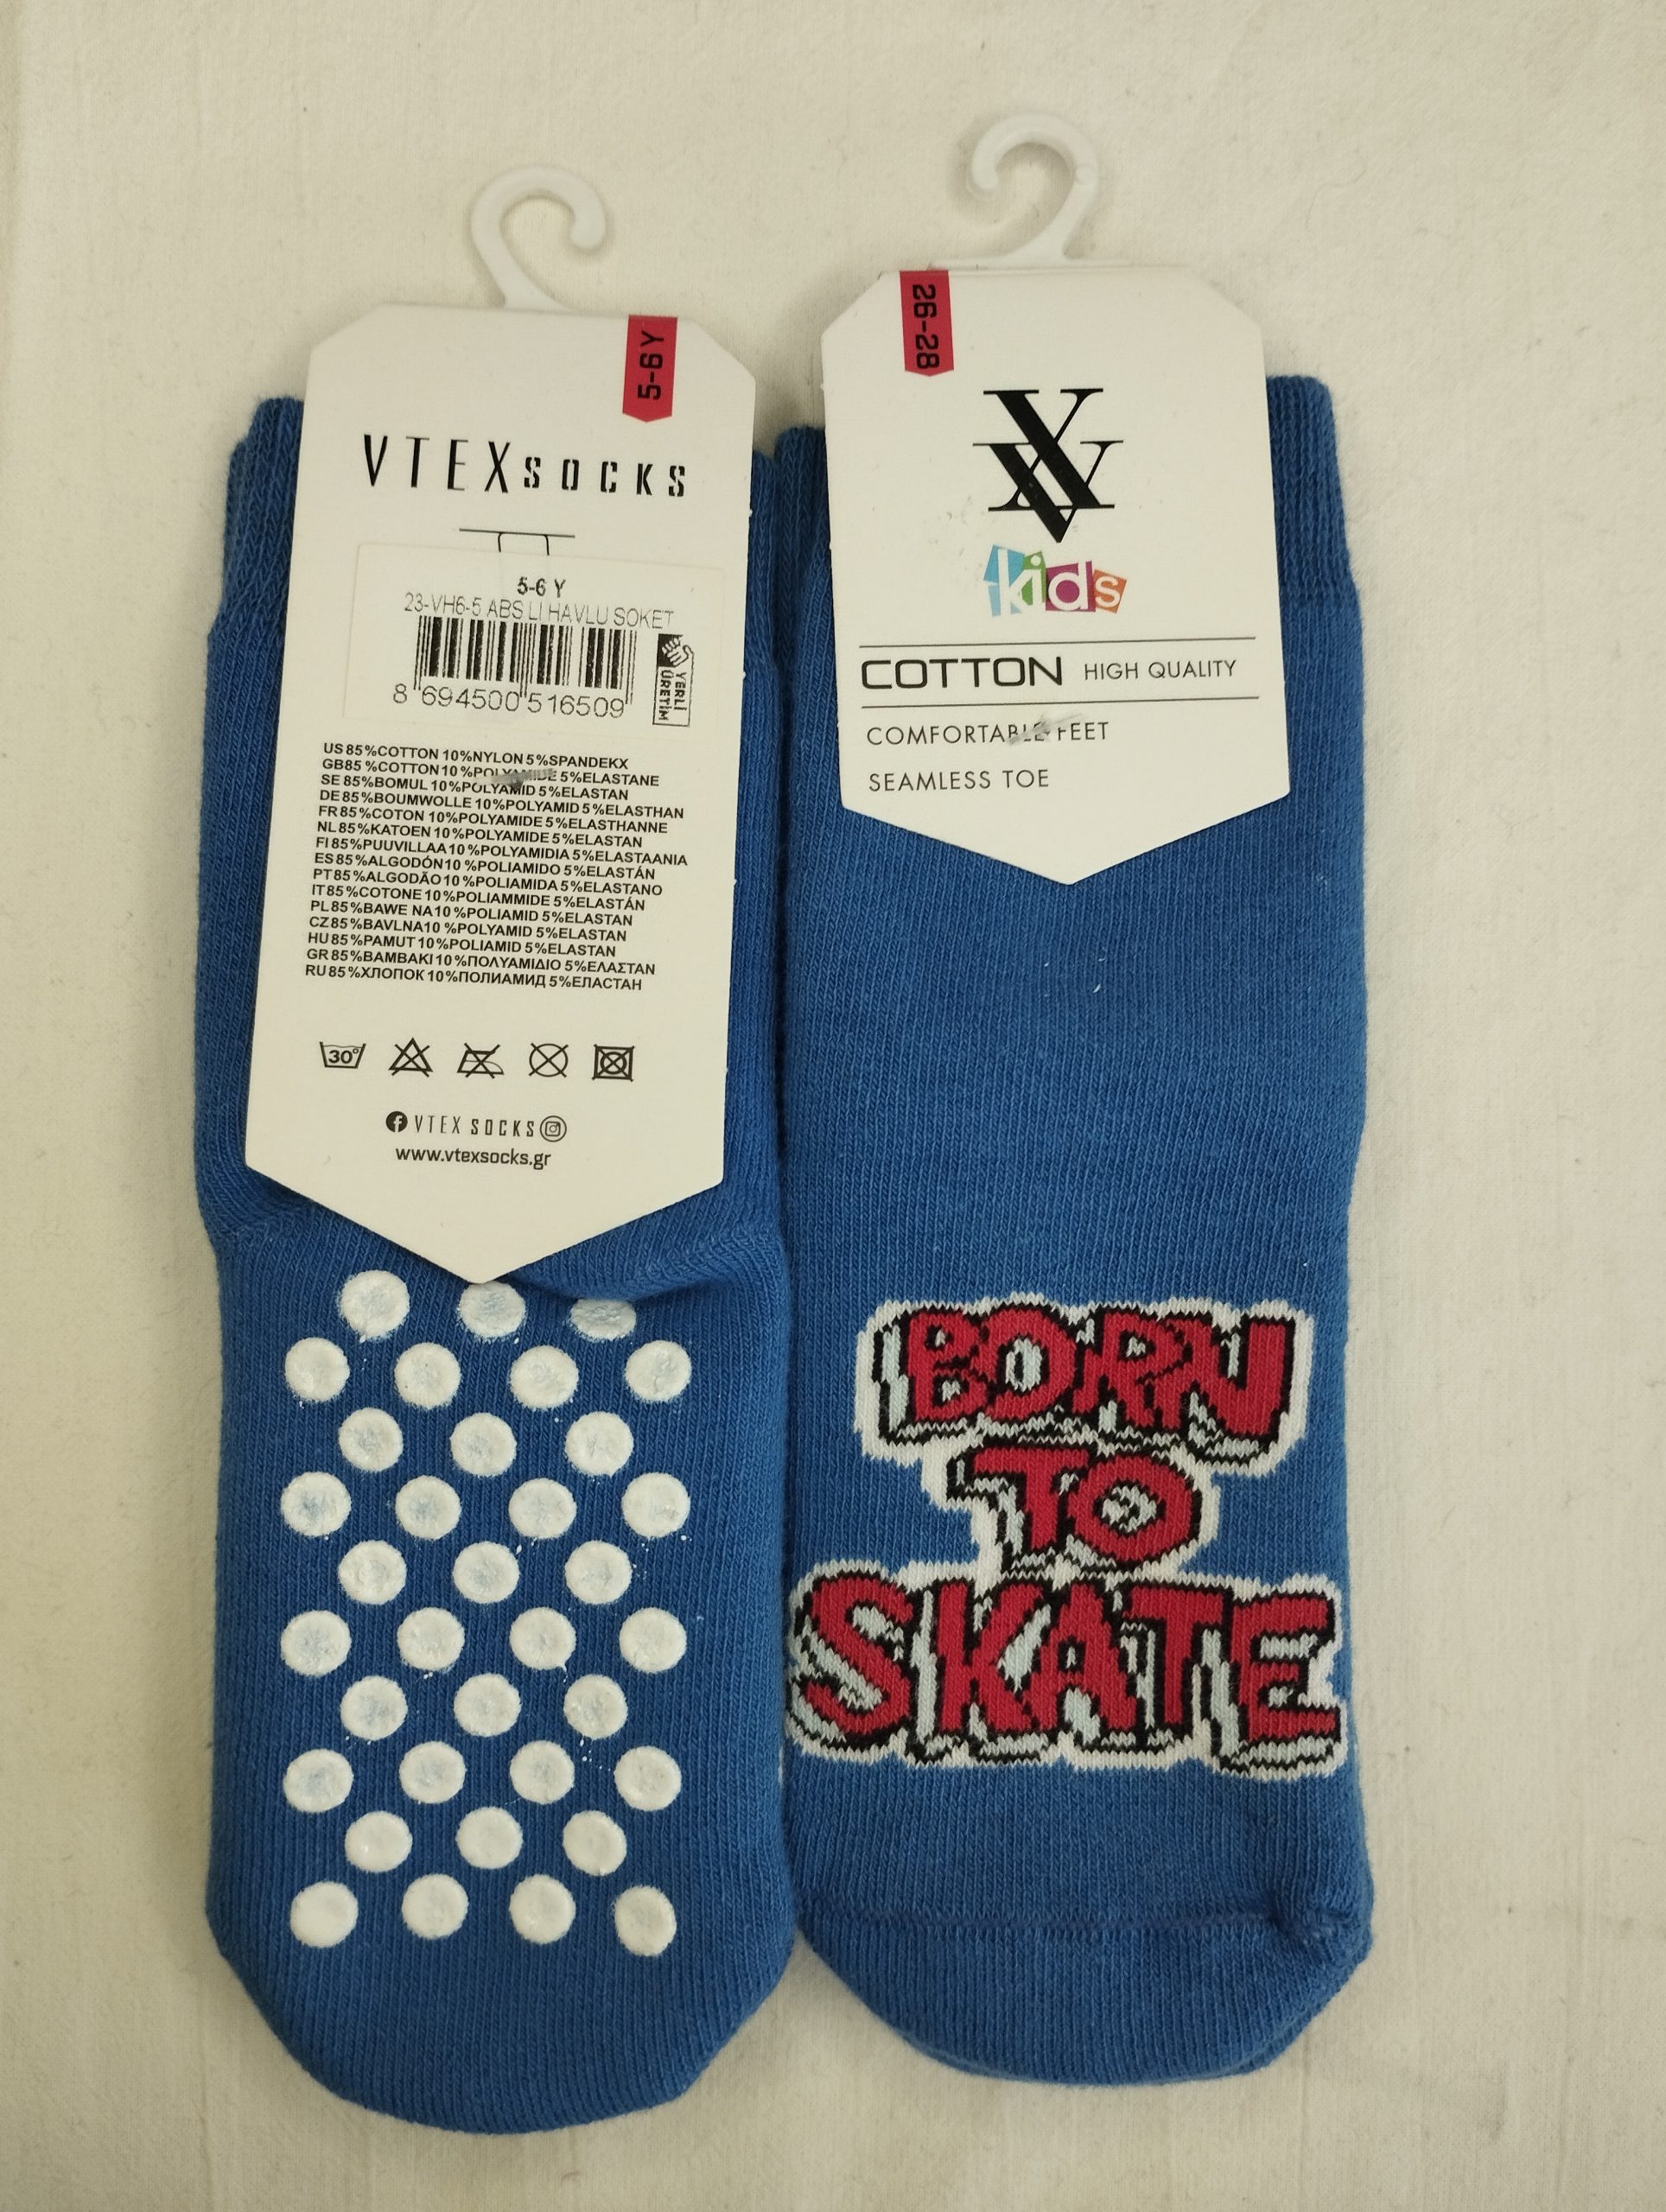 5-6 Y
VTEX SOCKS
5-6 Y
23-VH6-5 ABS LI HAVLU SOKET
8 694500 516509
YERLİ
ÜRETİM
US 85%COTTON 10%NYLON 5%SPANDEKX
GB85 %COTTON 10%POLYAMIDE 5%ELASTANE
SE 85%BOMUL 10%POLYAMID 5%ELASTAN
DE 85%BOUMWOLLE 10%POLYAMID 5%ELASTHAN
FR 85%COTON 10%POLYAMIDE 5%ELASTHANNE
NL 85%KATOEN 10%POLYAMIDE 5%ELASTAN
FI 85%PUUVILLAA 10%POLYAMIDIA 5%ELASTAANIA
ES 85%ALGODÓN 10%POLIAMIDO 5%ELASTÁN
PT 85%ALGODÃO 10%POLIAMIDA 5%ELASTANO
IT 85%COTONE 10%POLIAMMIDE 5%ELASTÁN
PL 85%BAWE NA10 %POLIAMID 5%ELASTAN
CZ 85%BAVLNA10 %POLYAMID 5%ELASTAN
HU 85%PAMUT 10%POLIAMID 5%ELASTAN
GR 85%BAMBAKI 10%ΠΟΛΥΑΜΙΔΙΟ 5%ΕΛΑΣΤΑΝ
RU 85%ХЛОПОК 10%ПОЛИАМИД 5%ЕЛАСТАН
30°
VTEX SOCKS
www.vtexsocks.gr
26-28
kids
COTTON HIGH QUALITY
COMFORTABLE FEET
SEAMLESS TOE
BORN
TO
SKATE